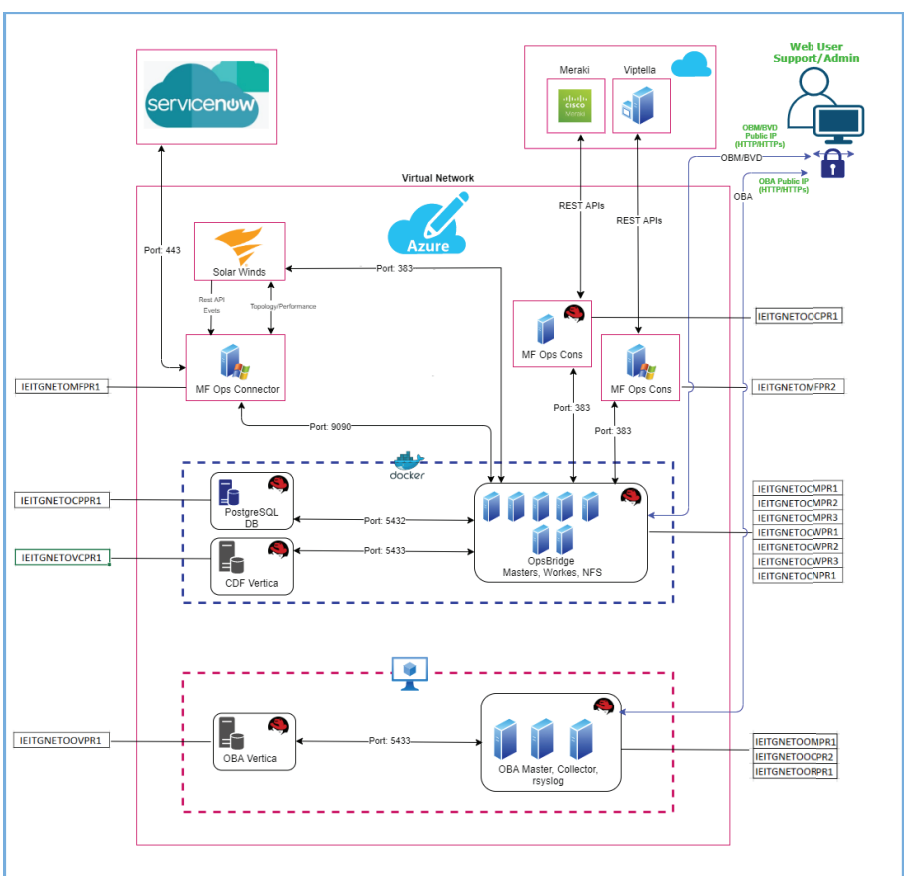 Web User
Support/Admin
servicenow
Meraki
Viptella
cisco
Meraki
OBM/BVD
Public IP
(HTTP/HTTPs)
OBM/BVD
OBA Public IP
(HTTP/HTTPs)
OBA
Virtual Network
Azure
REST APIs
REST APIs
Port: 443
Solar Winds
Port: 383
Rest API
Evets
Topology/Performance
MF Ops Cons
IEITGNETOCCPR1
MF Ops Connector
MF Ops Cons
IEITGNETOMFPR1
IEITGNETOMFPR2
Port: 383
Port: 9090
Port: 383
docker
IEITGNETOCPPR1
PostgreSQL
DB
Port: 5432
IEITGNETOVCPR1
CDF Vertica
Port: 5433
OpsBridge
Masters, Workes, NFS
IEITGNETOCMPR1
IEITGNETOCMPR2
IEITGNETOCMPR3
IEITGNETOCWPR1
IEITGNETOCWPR2
IEITGNETOCWPR3
IEITGNETOCNPR1
IEITGNETOOVPR1
OBA Vertica
Port: 5433
OBA Master, Collector,
rsyslog
IEITGNETOOMPR1
IEITGNETOOCPR2
IEITGNETOORPR1